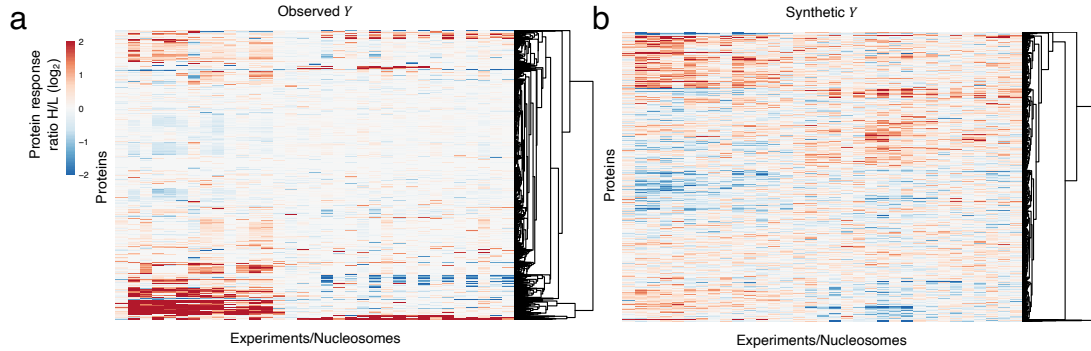 a
Observed Y
Protein response
ratio H/L (log2)
2
1
0
−1
−2
Proteins
Experiments/Nucleosomes
b
Synthetic Y
Proteins
Experiments/Nucleosomes